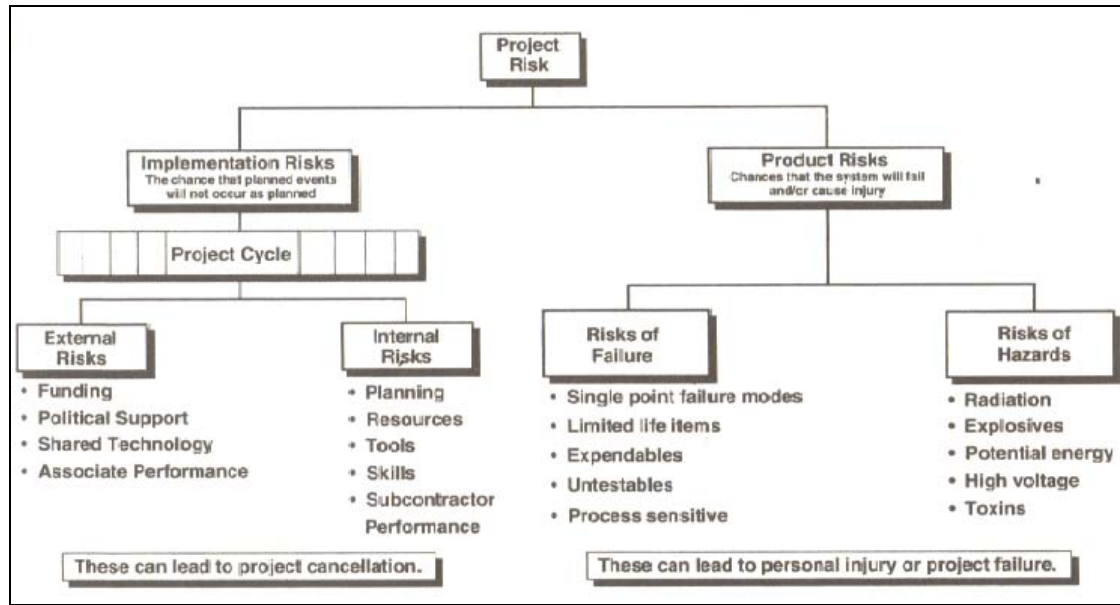 Project
Risk
Implementation Risks
The chance that planned events
will not occur as planned
Product Risks
Chances that the system will fail
and/or cause injury
Project Cycle
External
Risks
• Funding
• Political Support
• Shared Technology
• Associate Performance
Internal
Risks
• Planning
• Resources
• Tools
• Skills
• Subcontractor
Performance
Risks of
Failure
• Single point failure modes
• Limited life items
• Expendables
• Untestables
• Process sensitive
Risks of
Hazards
• Radiation
• Explosives
• Potential energy
• High voltage
• Toxins
These can lead to project cancellation.
These can lead to personal injury or project failure.